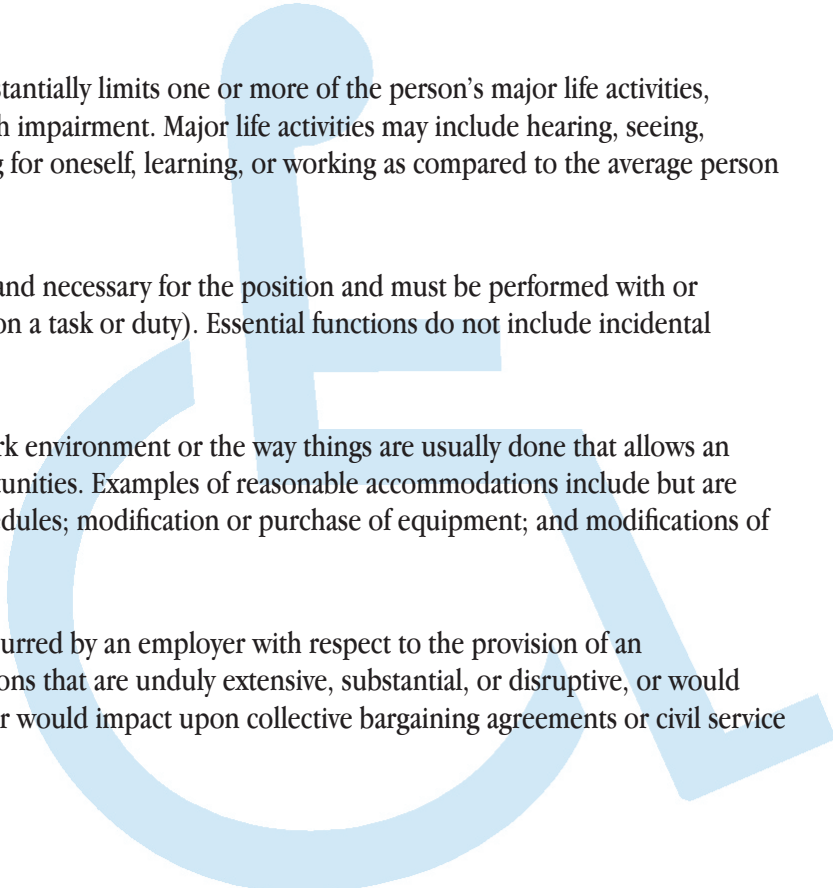 tantially limits one or more of the person’s major life activities,
h impairment. Major life activities may include hearing, seeing,
g for oneself, learning, or working as compared to the average person
and necessary for the position and must be performed with or
on a task or duty). Essential functions do not include incidental
rk environment or the way things are usually done that allows an
tunities. Examples of reasonable accommodations include but are
edules; modification or purchase of equipment; and modifications of
urred by an employer with respect to the provision of an
ons that are unduly extensive, substantial, or disruptive, or would
r would impact upon collective bargaining agreements or civil service